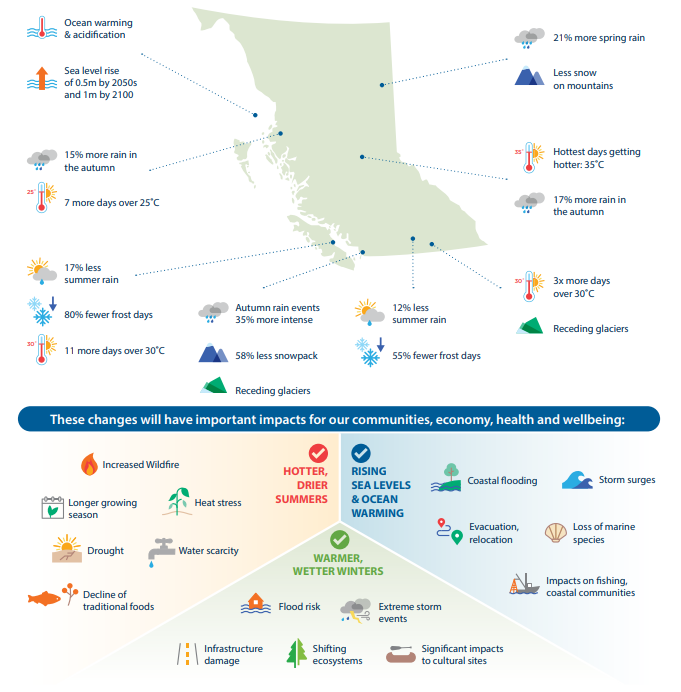 Ocean warming
& acidification
Sea level rise
of 0.5m by 2050s
and 1m by 2100
15% more rain in
the autumn
25°
7 more days over 25˚C
17% less
summer rain
80% fewer frost days
30°
11 more days over 30˚C
Autumn rain events
35% more intense
58% less snowpack
Receding glaciers
12% less
summer rain
55% fewer frost days
21% more spring rain
Less snow
on mountains
35°
Hottest days getting
hotter: 35˚C
17% more rain in
the autumn
30°
3x more days
over 30˚C
Receding glaciers
These changes will have important impacts for our communities, economy, health and wellbeing:
HOTTER,
DRIER
SUMMERS
Increased Wildfire
Longer growing
season
Heat stress
Drought
Water scarcity
Decline of
traditional foods
RISING
SEA LEVELS
& OCEAN
WARMING
Coastal flooding
Storm surges
Evacuation,
relocation
Loss of marine
species
Impacts on fishing,
coastal communities
WARMER,
WETTER WINTERS
Flood risk
Extreme storm
events
Infrastructure
damage
Shifting
ecosystems
Significant impacts
to cultural sites